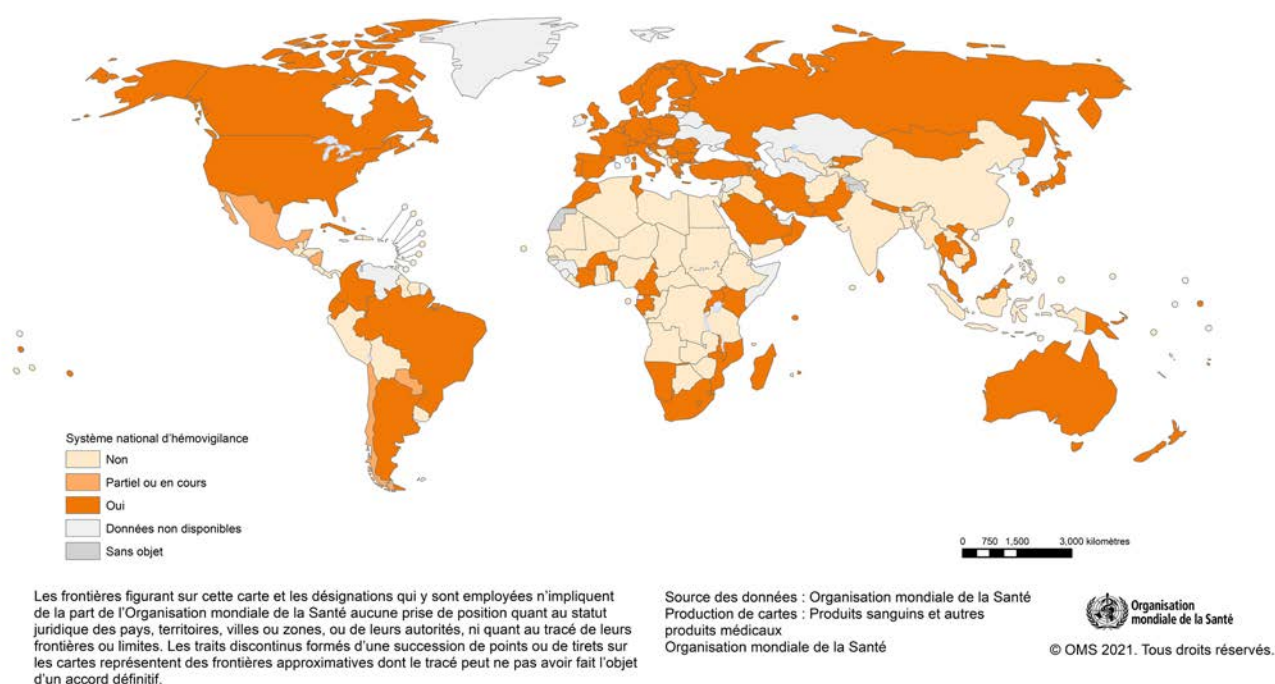 Système national d'hémovigilance
Non
Partiel ou en cours
Oui
Données non disponibles
Sans objet
0 750 1,500 3,000 kilomètres
Les frontières figurant sur cette carte et les désignations qui y sont employées n'impliquent
de la part de l'Organisation mondiale de la Santé aucune prise de position quant au statut
juridique des pays, territoires, villes ou zones, ou de leurs autorités, ni quant au tracé de leurs
frontières ou limites. Les traits discontinus formés d'une succession de points ou de tirets sur
les cartes représentent des frontières approximatives dont le tracé peut ne pas avoir fait l'objet
d'un accord définitif.
Source des données : Organisation mondiale de la Santé
Production de cartes : Produits sanguins et autres
produits médicaux
Organisation mondiale de la Santé
Organisation
mondiale de la Santé
© OMS 2021. Tous droits réservés.